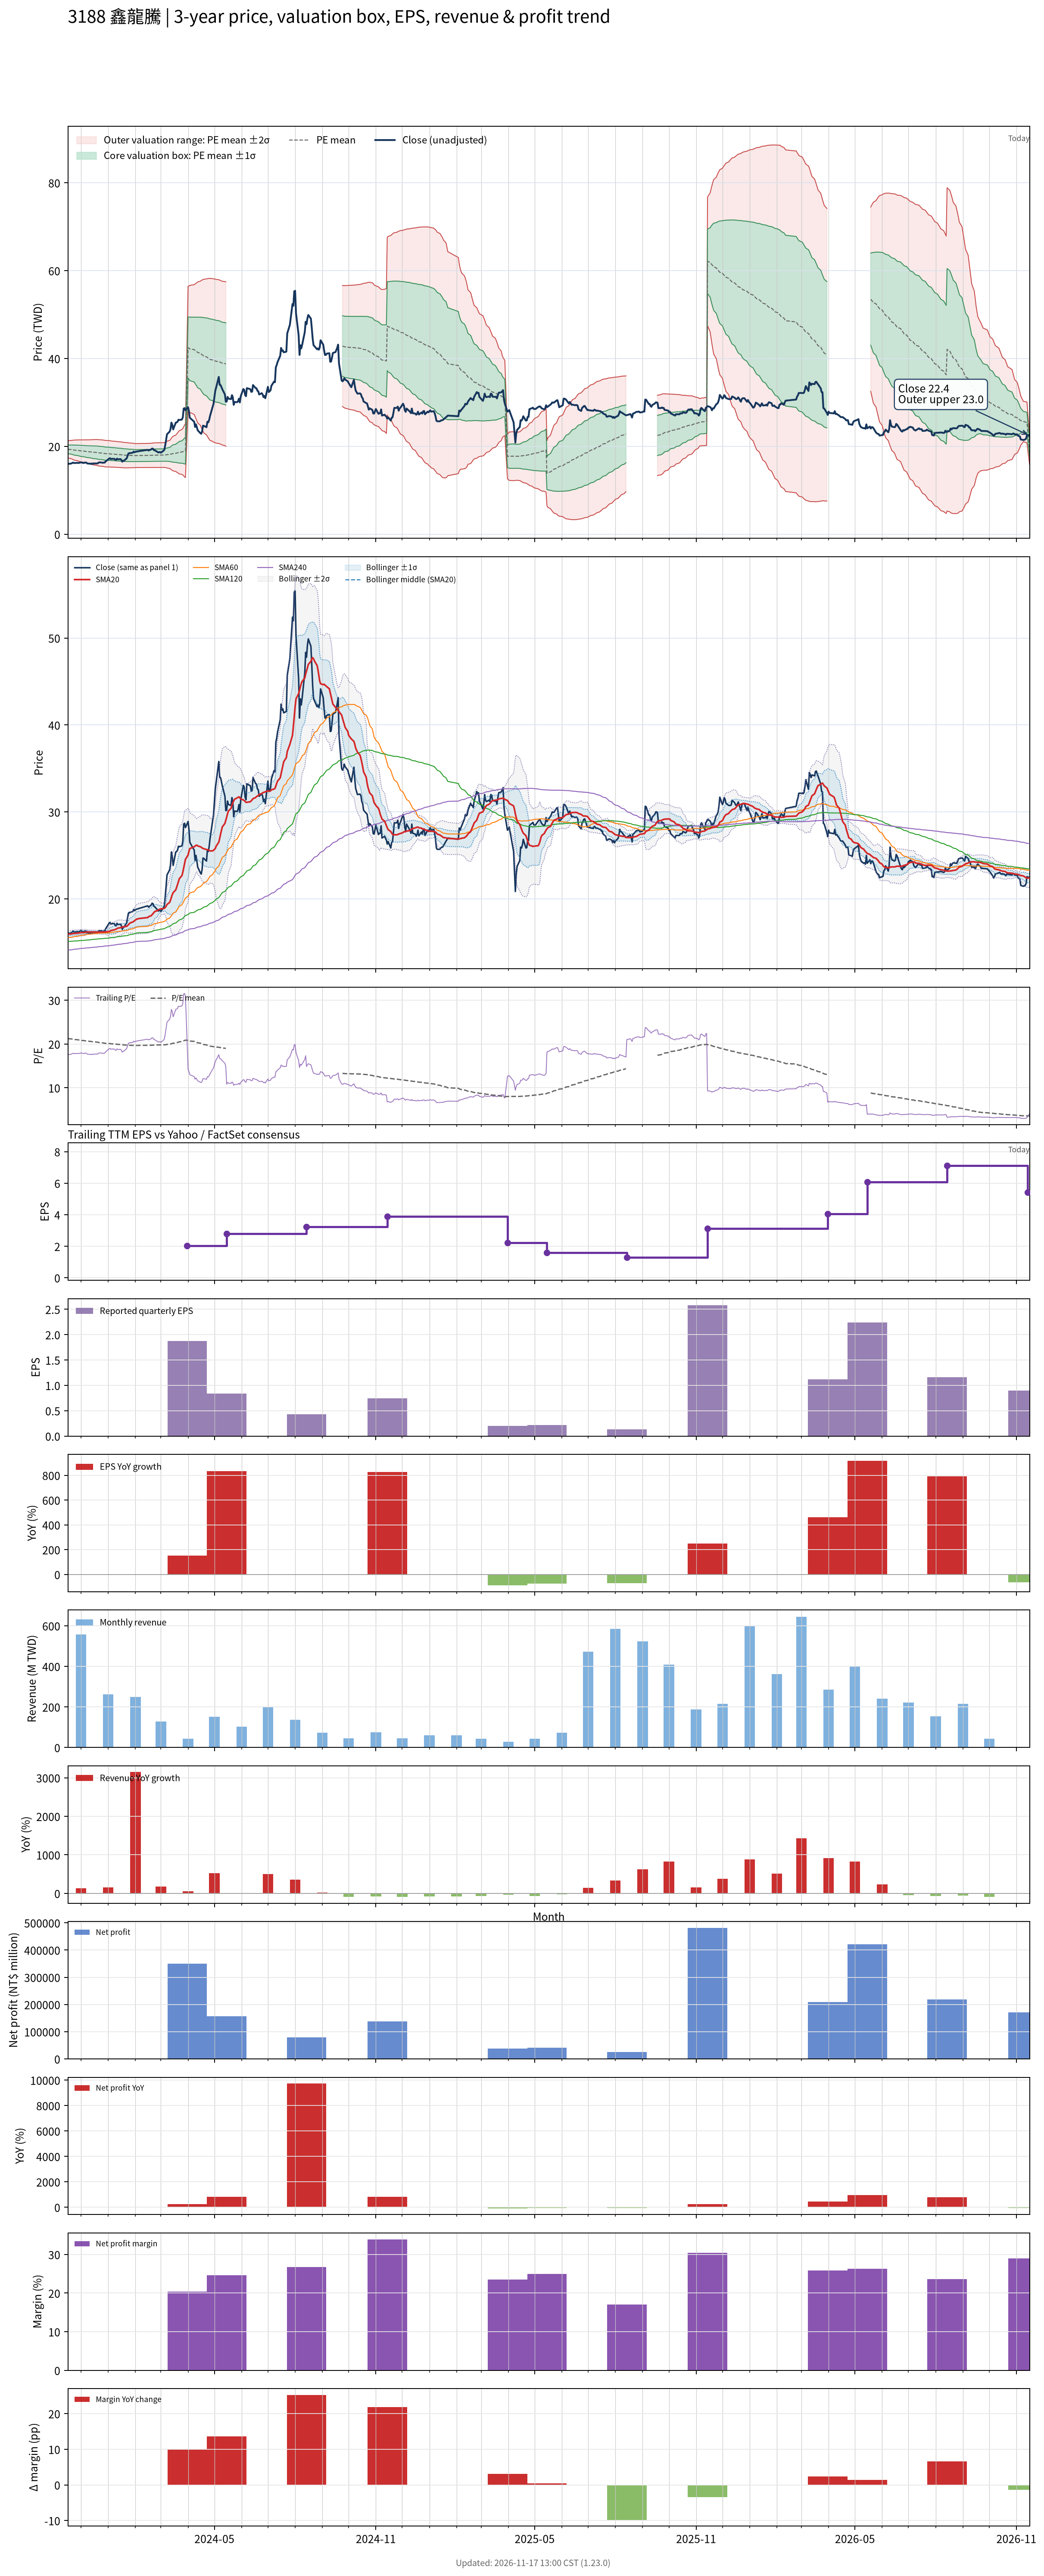 3188 鑫龍騰 | 3-year price, valuation box, EPS, revenue & profit trend
Outer valuation range: PE mean ±2σ
PE mean
Close (unadjusted)
Core valuation box: PE mean ±1σ
Today
Price (TWD)
80
60
40
20
0
Close 22.4
Outer upper 23.0
Close (same as panel 1)
SMA20
SMA60
SMA120
SMA240
Bollinger ±2σ
Bollinger ±1σ
Bollinger middle (SMA20)
Price
50
40
30
20
Trailing P/E
P/E mean
P/E
30
20
10
Trailing TTM EPS vs Yahoo / FactSet consensus
Today
EPS
8
6
4
2
0
Reported quarterly EPS
EPS
2.5
2.0
1.5
1.0
0.5
0.0
EPS YoY growth
YoY (%)
800
600
400
200
0
Monthly revenue
Revenue (M TWD)
600
400
200
0
Revenue YoY growth
YoY (%)
3000
2000
1000
0
Month
Net profit
Net profit (NT$ million)
500000
400000
300000
200000
100000
0
Net profit YoY
YoY (%)
10000
8000
6000
4000
2000
0
Net profit margin
Margin (%)
30
20
10
0
Margin YoY change
Δ margin (pp)
20
10
0
-10
2024-05
2024-11
2025-05
2025-11
2026-05
2026-11
Updated: 2026-11-17 13:00 CST (1.23.0)